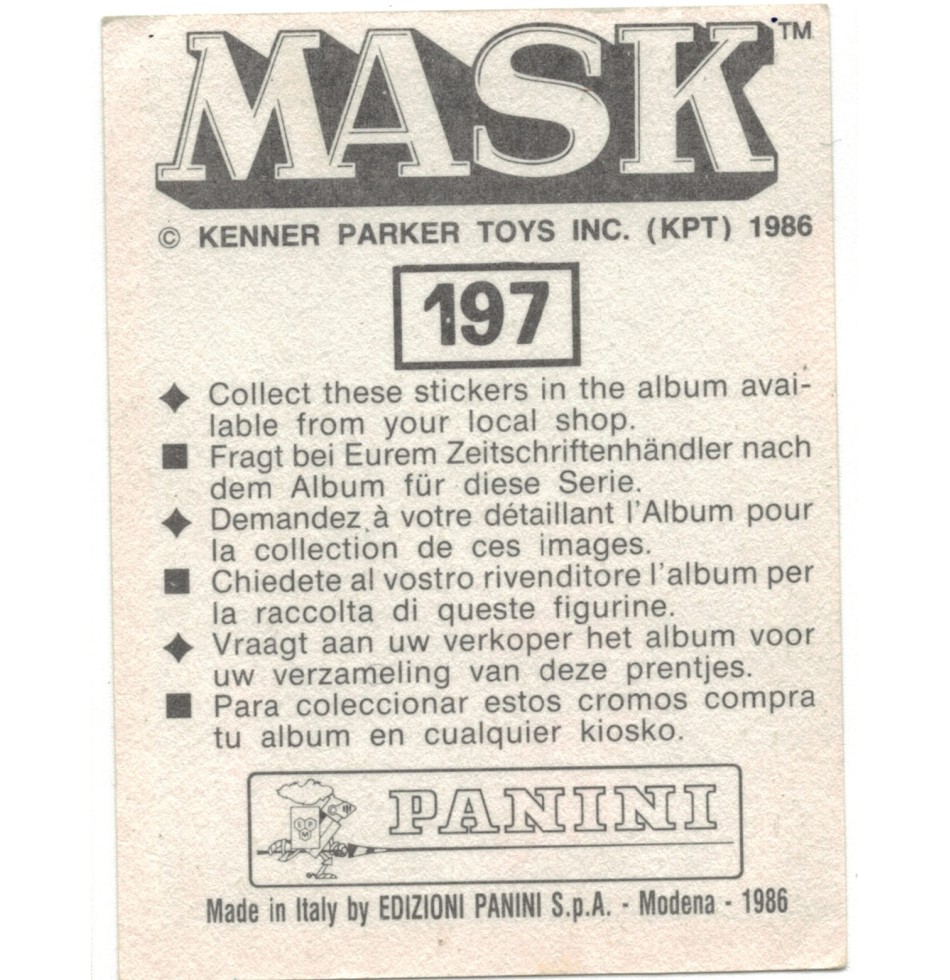 MASK™
© KENNER PARKER TOYS INC. (KPT) 1986
197
Collect these stickers in the album avai-
lable from your local shop.
Fragt bei Eurem Zeitschriftenhändler nach
dem Album für diese Serie.
Demandez à votre détaillant l'Album pour
la collection de ces images.
Chiedete al vostro rivenditore l'album per
la raccolta di queste figurine.
Vraagt aan uw verkoper het album voor
uw verzameling van deze prentjes.
Para coleccionar estos cromos compra
tu album en cualquier kiosko.
PANINI
Made in Italy by EDIZIONI PANINI S.p.A. - Modena - 1986